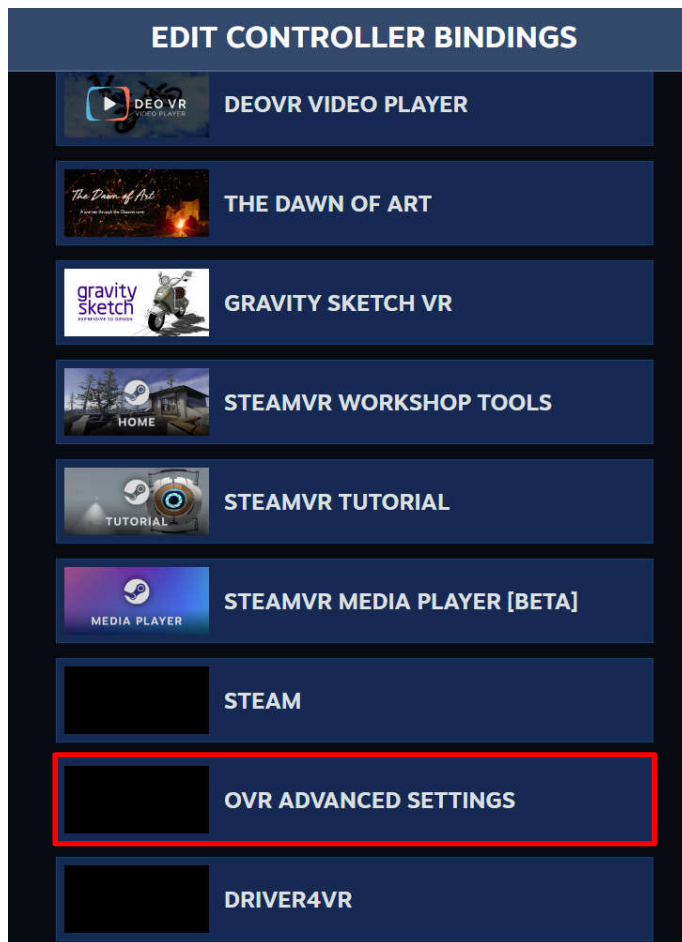 EDIT CONTROLLER BINDINGS
DEO VR
VIDEO PLAYER
DEOVR VIDEO PLAYER
The Dawn of Art
THE DAWN OF ART
gravity
sketch
GRAVITY SKETCH VR
HOME
STEAMVR WORKSHOP TOOLS
TUTORIAL
STEAMVR TUTORIAL
MEDIA PLAYER
STEAMVR MEDIA PLAYER [BETA]
STEAM
OVR ADVANCED SETTINGS
DRIVER4VR